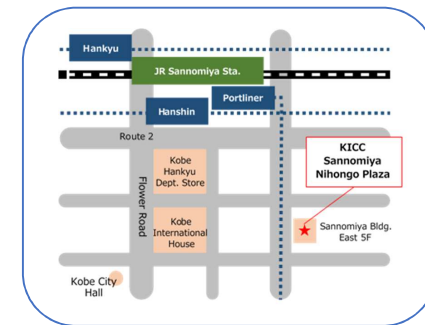 Hankyu
JR Sannomiya Sta.
Portliner
Hanshin
Route 2
KICC
Sannomiya
Nihongo Plaza
Kobe
Hankyu
Dept. Store
Flower Road
Kobe
International
House
Sannomiya Bldg.
East 5F
Kobe City
Hall